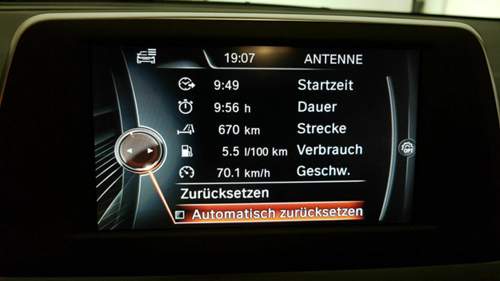 19:07 ANTENNE
9:49 Startzeit
9:56 h Dauer
670 km Strecke
5.5 l/100 km Verbrauch
70.1 km/h Geschw.
Zurücksetzen
Automatisch zurücksetzen